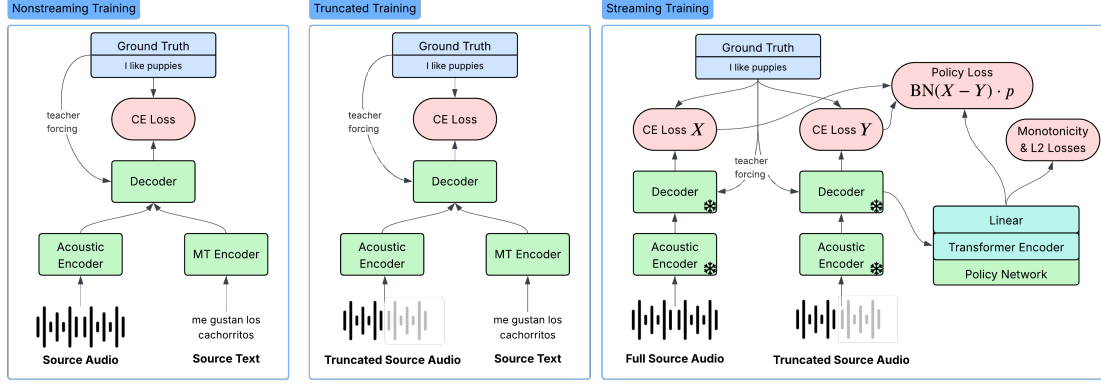 Nonstreaming Training
Ground Truth
I like puppies
teacher
forcing
CE Loss
Decoder
Acoustic
Encoder
MT Encoder
me gustan los
cachorritos
Source Audio
Source Text
Truncated Training
Ground Truth
I like puppies
teacher
forcing
CE Loss
Decoder
Acoustic
Encoder
MT Encoder
me gustan los
cachorritos
Truncated Source Audio
Source Text
Streaming Training
Ground Truth
I like puppies
Policy Loss
BN(X − Y) · p
CE Loss X
CE Loss Y
Monotonicity
& L2 Losses
teacher
forcing
Decoder
Decoder
Acoustic
Encoder
Acoustic
Encoder
Linear
Transformer Encoder
Policy Network
Full Source Audio
Truncated Source Audio